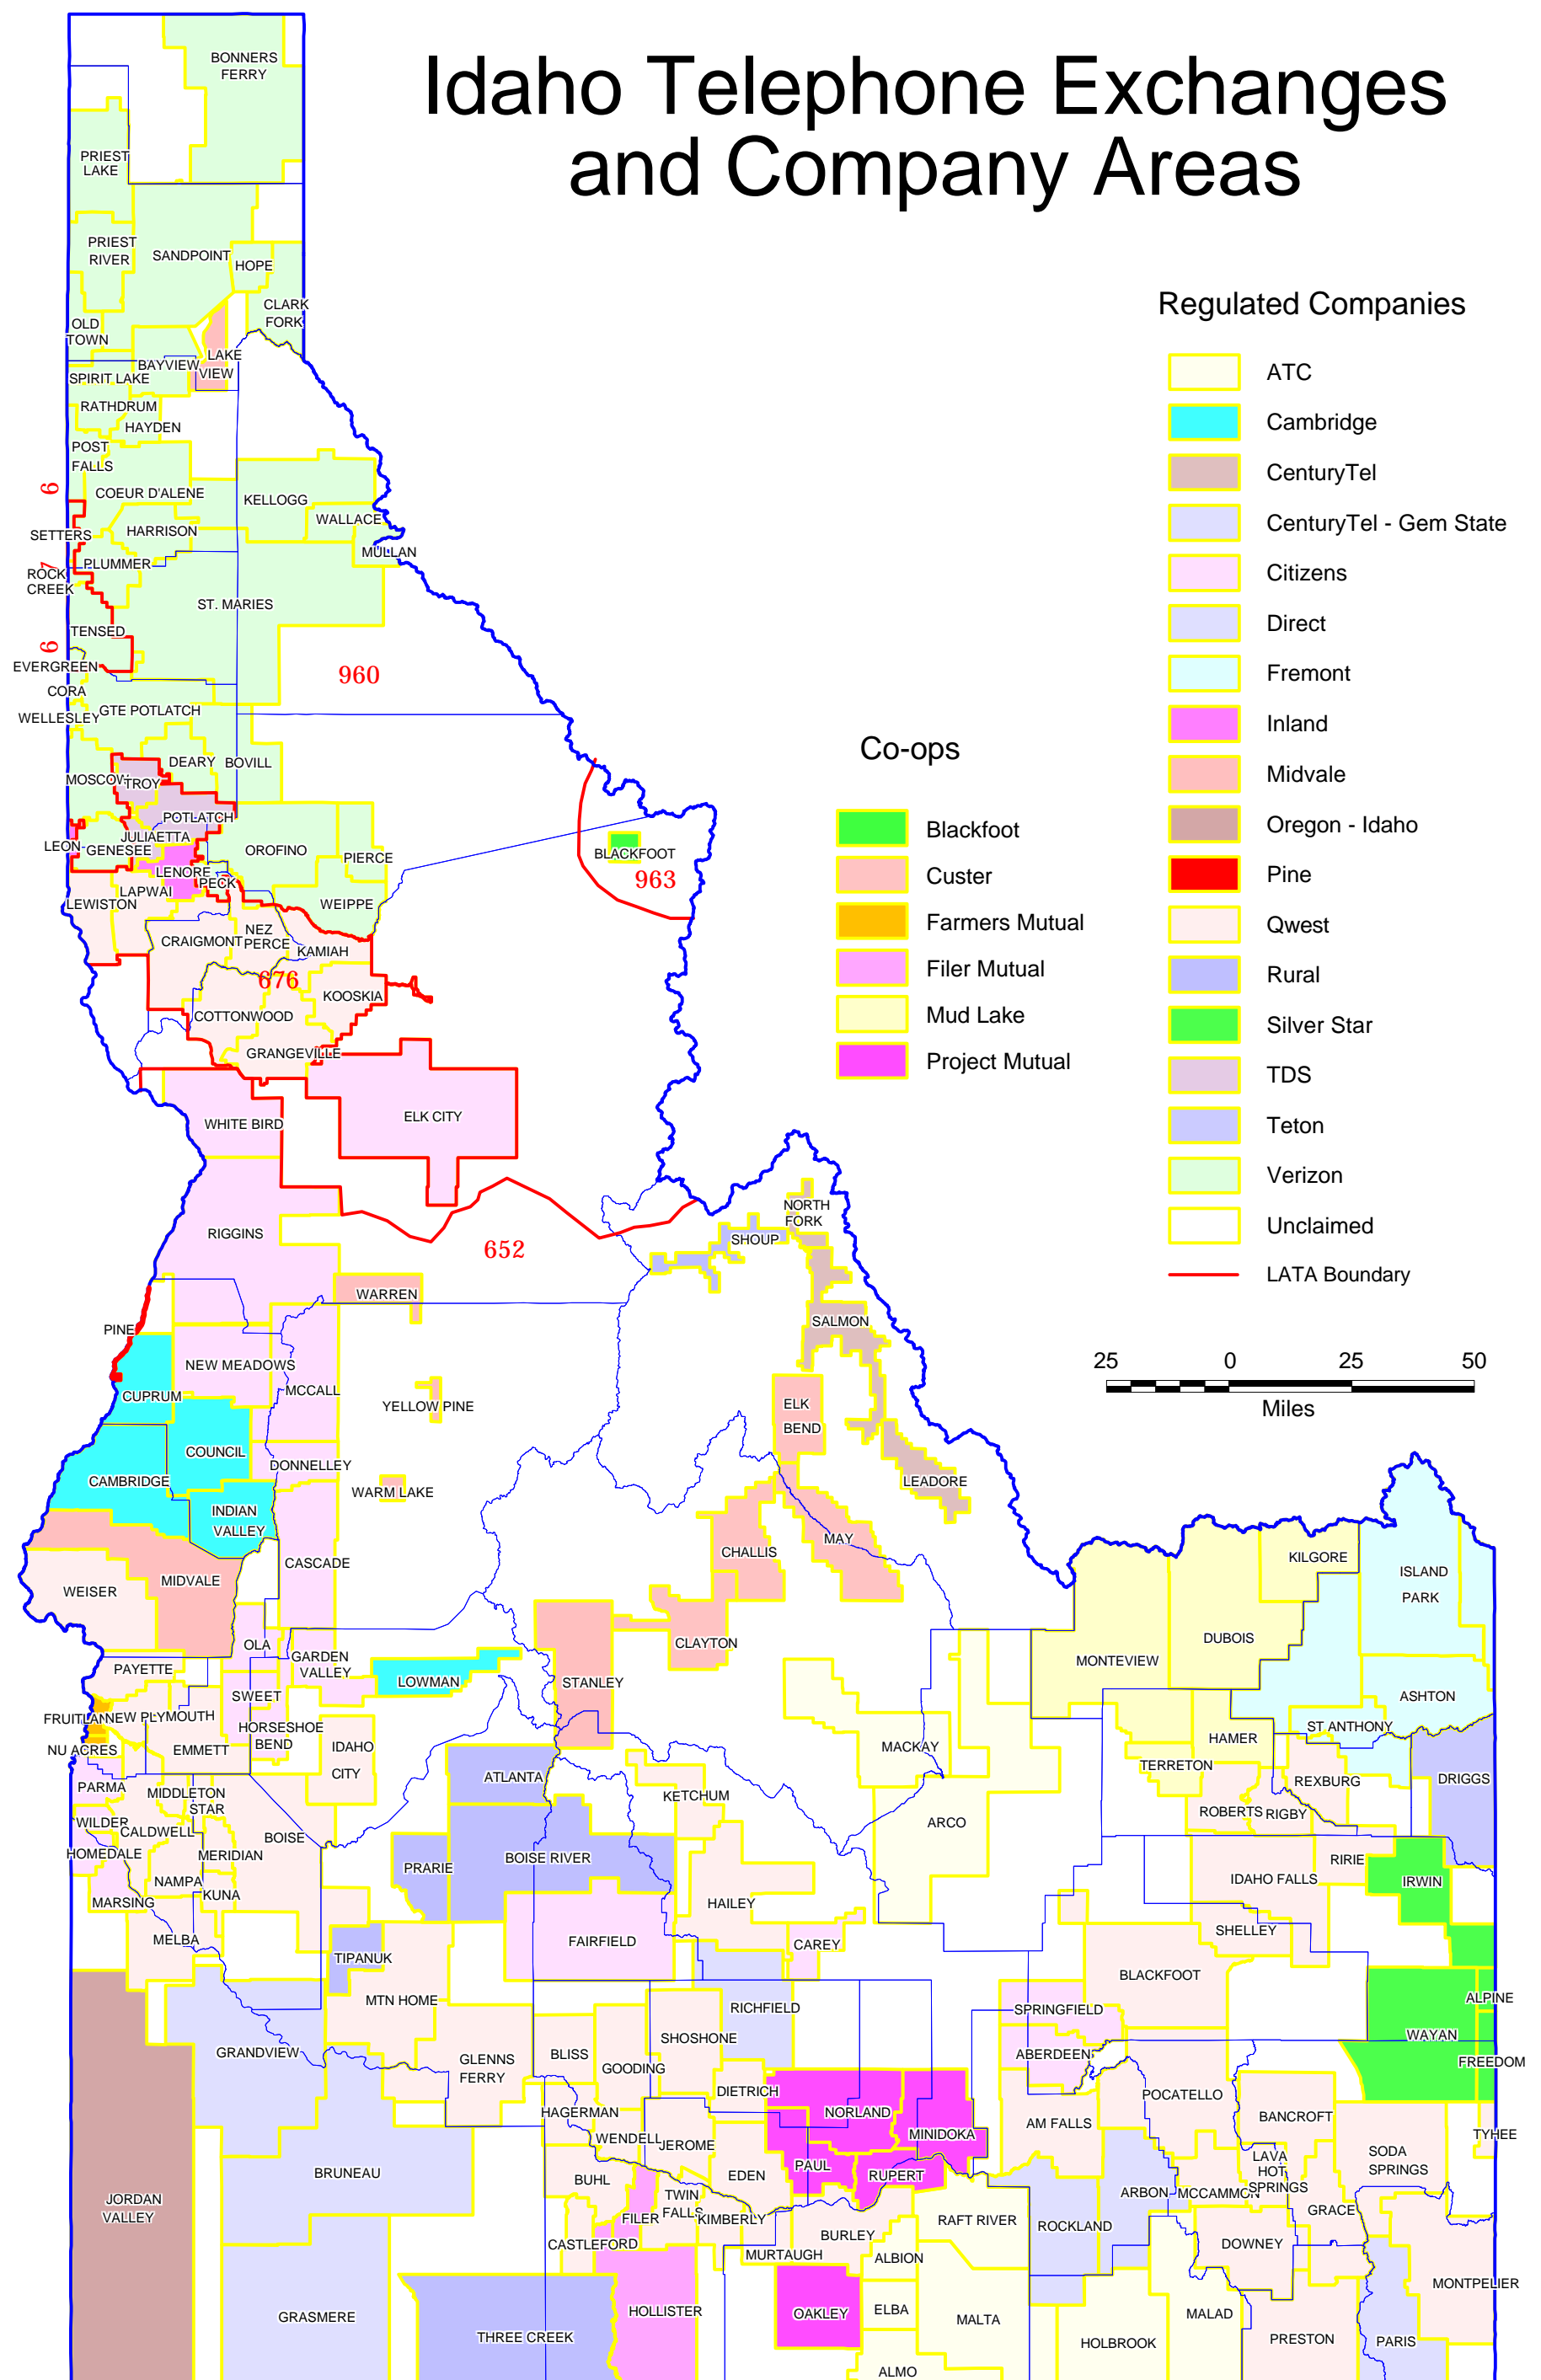 Idaho Telephone Exchanges
and Company Areas
BONNERS
FERRY
PRIEST
LAKE
PRIEST
RIVER
SANDPOINT
HOPE
CLARK
FORK
OLD
TOWN
LAKE
VIEW
BAYVIEW
SPIRIT LAKE
RATHDRUM
HAYDEN
POST
FALLS
COEUR D'ALENE
KELLOGG
WALLACE
MULLAN
6
SETTERS
HARRISON
PLUMMER
ROCK
CREEK
ST. MARIES
TENSED
6
EVERGREEN
960
CORA
WELLESLEY
GTE POTLATCH
DEARY
BOVILL
MOSCOW
TROY
POTLATCH
JULIAETTA
LEON
GENESEE
OROFINO
PIERCE
BLACKFOOT
963
LENORE
PECK
LAPWAI
LEWISTON
WEIPPE
CRAIGMONT
NEZ
PERCE
KAMIAH
676
KOOSKIA
COTTONWOOD
GRANGEVILLE
WHITE BIRD
ELK CITY
RIGGINS
652
NORTH
FORK
SHOUP
WARREN
SALMON
PINE
NEW MEADOWS
MCCALL
CUPRUM
YELLOW PINE
ELK
BEND
COUNCIL
DONNELLEY
CAMBRIDGE
WARM LAKE
LEADORE
INDIAN
VALLEY
CASCADE
CHALLIS
MAY
MIDVALE
WEISER
KILGORE
ISLAND
PARK
OLA
GARDEN
VALLEY
CLAYTON
DUBOIS
MONTEVIEW
PAYETTE
LOWMAN
STANLEY
SWEET
ASHTON
FRUITLAND
NEW PLYMOUTH
HORSESHOE
BEND
ST ANTHONY
NU ACRES
EMMETT
IDAHO
CITY
MACKAY
HAMER
TERRETON
PARMA
MIDDLETON
STAR
ATLANTA
KETCHUM
REXBURG
DRIGGS
WILDER
CALDWELL
BOISE
ARCO
ROBERTS
RIGBY
HOMEDALE
MERIDIAN
PRARIE
BOISE RIVER
RIRIE
NAMPA
KUNA
MARSING
HAILEY
IDAHO FALLS
IRWIN
MELBA
TIPANUK
FAIRFIELD
CAREY
SHELLEY
BLACKFOOT
MTN HOME
RICHFIELD
SPRINGFIELD
ALPINE
GRANDVIEW
SHOSHONE
WAYAN
GLENNS
FERRY
BLISS
GOODING
ABERDEEN
FREEDOM
DIETRICH
POCATELLO
HAGERMAN
NORLAND
AM FALLS
BANCROFT
WENDELL
JEROME
MINIDOKA
TYHEE
BRUNEAU
BUHL
EDEN
PAUL
RUPERT
LAVA
HOT
SPRINGS
SODA
SPRINGS
JORDAN
VALLEY
TWIN
FALLS
ARBON
MCCAMMON
FILER
KIMBERLY
RAFT RIVER
ROCKLAND
GRACE
CASTLEFORD
MURTAUGH
BURLEY
ALBION
DOWNEY
MONTPELIER
GRASMERE
HOLLISTER
OAKLEY
ELBA
MALTA
MALAD
THREE CREEK
HOLBROOK
PRESTON
PARIS
ALMO
Co-ops
Blackfoot
Custer
Farmers Mutual
Filer Mutual
Mud Lake
Project Mutual
Regulated Companies
ATC
Cambridge
CenturyTel
CenturyTel - Gem State
Citizens
Direct
Fremont
Inland
Midvale
Oregon - Idaho
Pine
Qwest
Rural
Silver Star
TDS
Teton
Verizon
Unclaimed
LATA Boundary
25 0 25 50
Miles